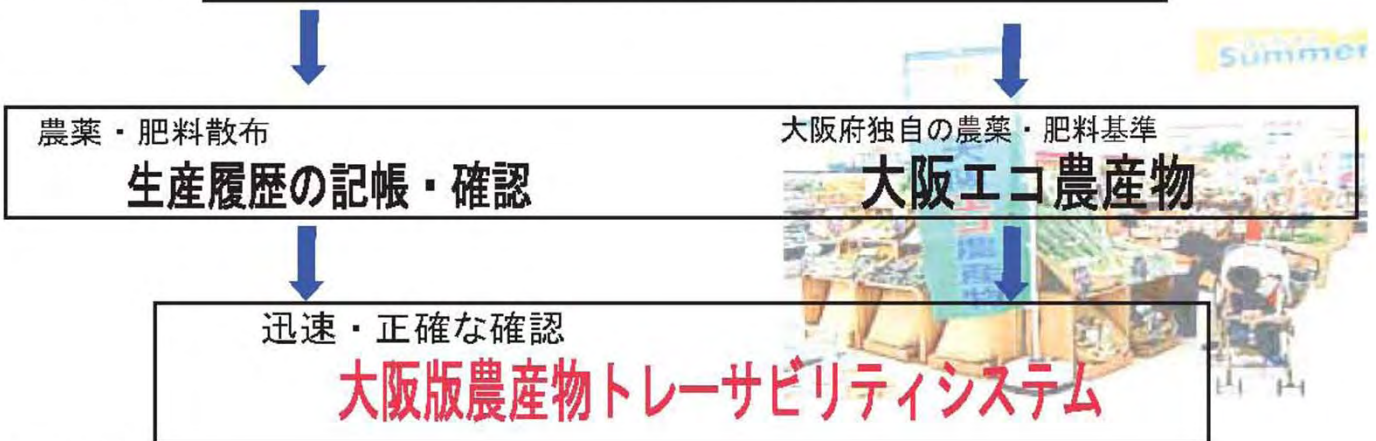 Summer
農薬・肥料散布
生産履歴の記帳・確認
大阪府独自の農薬・肥料基準
大阪エコ農産物
迅速・正確な確認
大阪版農産物トレーサビリティシステム